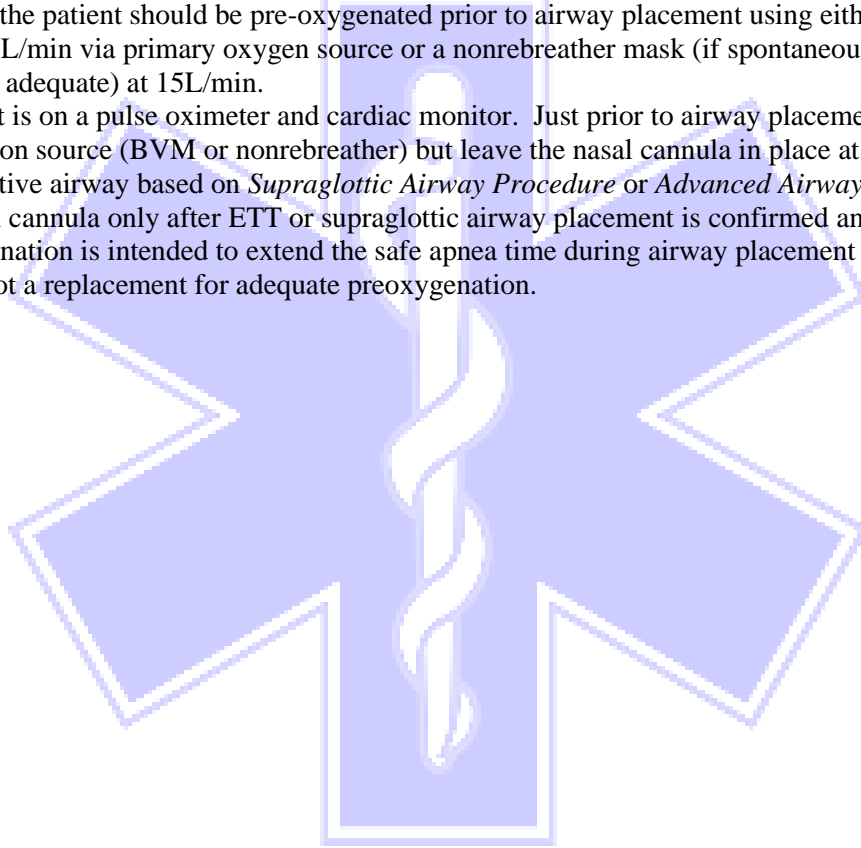 the patient should be pre-oxygenated prior to airway placement using eith
L/min via primary oxygen source or a nonrebreather mask (if spontaneou
adequate) at 15L/min.
t is on a pulse oximeter and cardiac monitor. Just prior to airway placeme
on source (BVM or nonrebreather) but leave the nasal cannula in place at
tive airway based on Supraglottic Airway Procedure or Advanced Airway
cannula only after ETT or supraglottic airway placement is confirmed an
nation is intended to extend the safe apnea time during airway placement
ot a replacement for adequate preoxygenation.